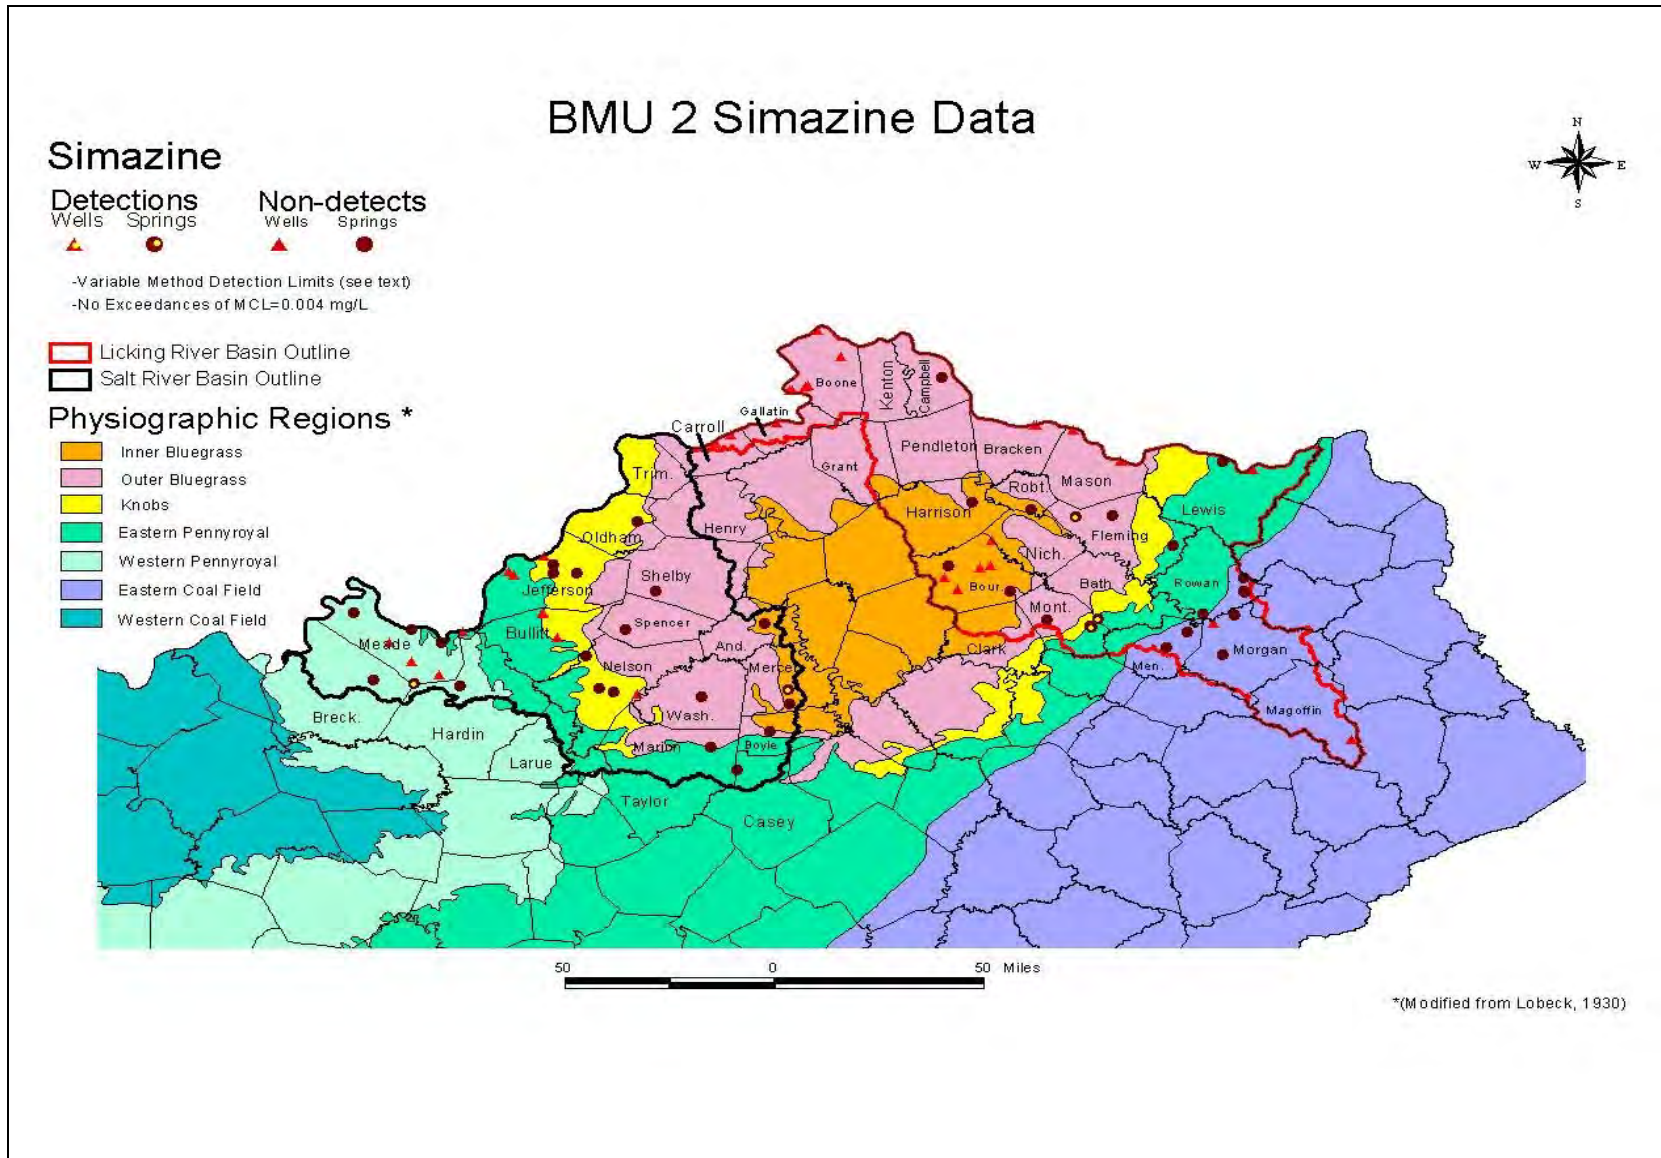 BMU 2 Simazine Data
N
W E
S
Simazine
Detections Non-detects
Wells Springs Wells Springs
-Variable Method Detection Limits (see text)
-No Exceedances of MCL=0.004 mg/L
Licking River Basin Outline
Salt River Basin Outline
Physiographic Regions *
Inner Bluegrass
Outer Bluegrass
Knobs
Eastern Pennyroyal
Western Pennyroyal
Eastern Coal Field
Western Coal Field
Boone
Kenton
Campbell
Gallatin
Carroll
Pendleton
Bracken
Grant
Trim.
Robt.
Mason
Harrison
Lewis
Henry
Oldham
Fleming
Nich.
Shelby
Jefferson
Bour
Bath
Rowan
Mont.
Spencer
Bullitt
Meade
And.
Clark
Morgan
Nelson
Mercer
Men.
Magoffin
Breck.
Wash.
Hardin
Marion
Boyle
Larue
Taylor
Casey
50 0 50 Miles
*(Modified from Lobeck, 1930)